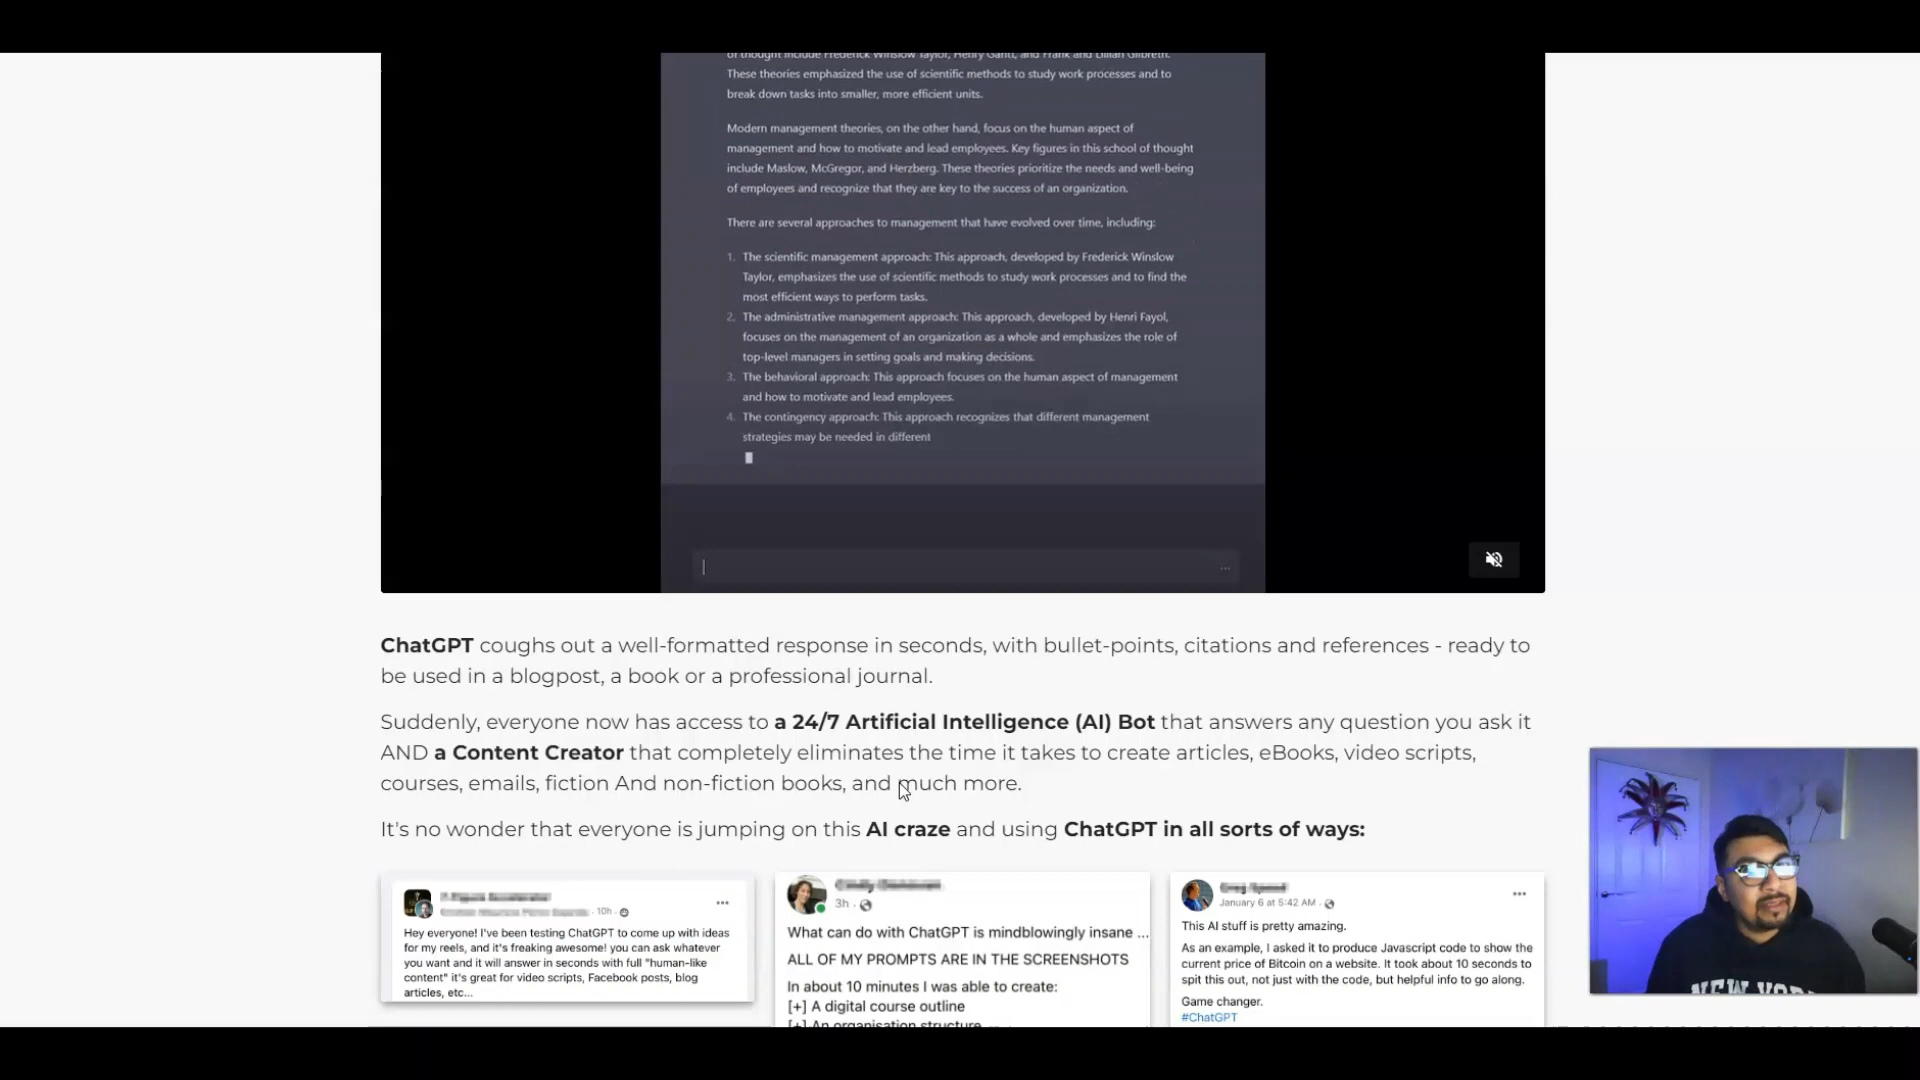 of thought include Frederick Winslow Taylor, Henry Gantt, and Frank and Lillian Gilbreth.
These theories emphasized the use of scientific methods to study work processes and to
break down tasks into smaller, more efficient units.
Modern management theories, on the other hand, focus on the human aspect of
management and how to motivate and lead employees. Key figures in this school of thought
include Maslow, McGregor, and Herzberg. These theories prioritize the needs and well-being
of employees and recognize that they are key to the success of an organization.
There are several approaches to management that have evolved over time, including:
1. The scientific management approach: This approach, developed by Frederick Winslow
Taylor, emphasizes the use of scientific methods to study work processes and to find the
most efficient ways to perform tasks.
2. The administrative management approach: This approach, developed by Henri Fayol,
focuses on the management of an organization as a whole and emphasizes the role of
top-level managers in setting goals and making decisions.
3. The behavioral approach: This approach focuses on the human aspect of management
and how to motivate and lead employees.
4. The contingency approach: This approach recognizes that different management
strategies may be needed in different
ChatGPT coughs out a well-formatted response in seconds, with bullet-points, citations and references - ready to
be used in a blogpost, a book or a professional journal.
Suddenly, everyone now has access to a 24/7 Artificial Intelligence (AI) Bot that answers any question you ask it
AND a Content Creator that completely eliminates the time it takes to create articles, eBooks, video scripts,
courses, emails, fiction And non-fiction books, and much more.
It's no wonder that everyone is jumping on this AI craze and using ChatGPT in all sorts of ways:
10h
Hey everyone! I've been testing ChatGPT to come up with ideas
for my reels, and it's freaking awesome! you can ask whatever
you want and it will answer in seconds with full "human-like
content" it's great for video scripts, Facebook posts, blog
articles, etc...
3h
What can do with ChatGPT is mindblowingly insane ...
ALL OF MY PROMPTS ARE IN THE SCREENSHOTS
In about 10 minutes I was able to create:
[+] A digital course outline
[+] An organisation structure
January 6 at 5:42 AM
This AI stuff is pretty amazing.
As an example, I asked it to produce Javascript code to show the
current price of Bitcoin on a website. It took about 10 seconds to
spit this out, not just with the code, but helpful info to go along.
Game changer.
#ChatGPT
NEW YORK